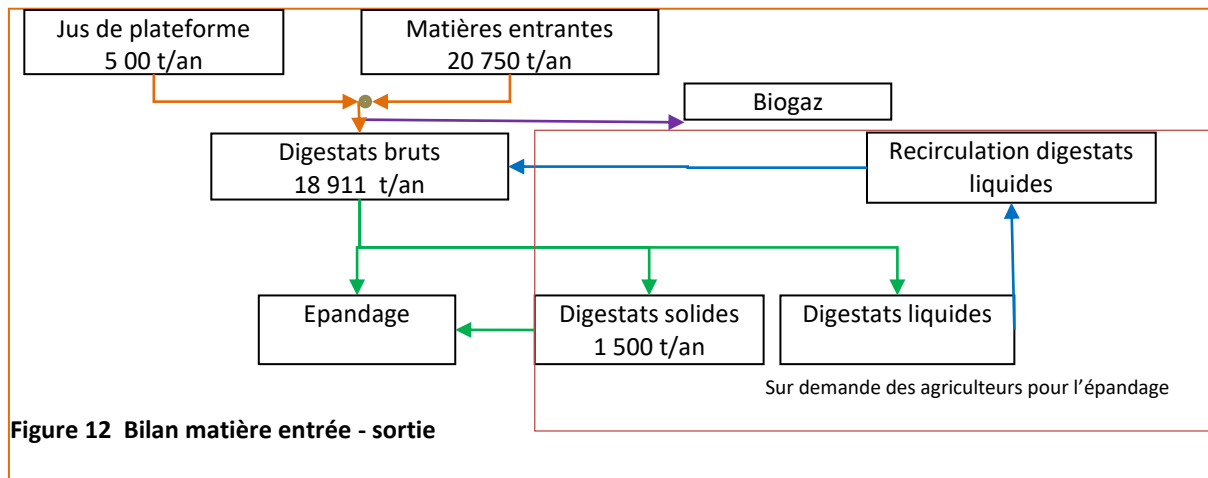 Jus de plateforme
5 00 t/an
Matières entrantes
20 750 t/an
Biogaz
Digestats bruts
18 911 t/an
Recirculation digestats
liquides
Epandage
Digestats solides
1 500 t/an
Digestats liquides
Sur demande des agriculteurs pour l’épandage
Figure 12 Bilan matière entrée - sortie